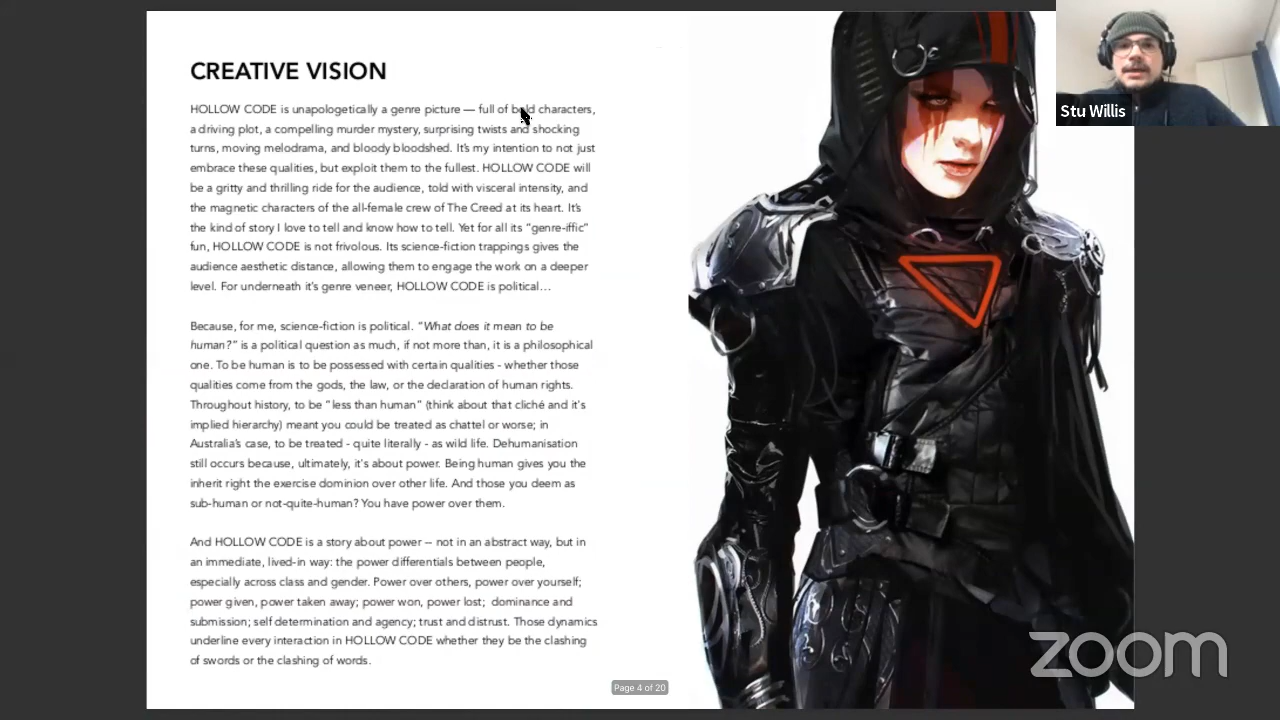 CREATIVE VISION
HOLLOW CODE is unapologetically a genre picture — full of bold characters,
a driving plot, a compelling murder mystery, surprising twists and shocking
turns, moving melodrama, and bloody bloodshed. It's my intention to not just
embrace these qualities, but exploit them to the fullest. HOLLOW CODE will
be a gritty and thrilling ride for the audience, told with visceral intensity, and
the magnetic characters of the all-female crew of The Creed at its heart. It's
the kind of story I love to tell and know how to tell. Yet for all its “genre-iffic”
fun, HOLLOW CODE is not frivolous. Its science-fiction trappings gives the
audience aesthetic distance, allowing them to engage the work on a deeper
level. For underneath it's genre veneer, HOLLOW CODE is political...
Because, for me, science-fiction is political. “What does it mean to be
human?” is a political question as much, if not more than, it is a philosophical
one. To be human is to be possessed with certain qualities - whether those
qualities come from the gods, the law, or the declaration of human rights.
Throughout history, to be “less than human” (think about that cliché and it's
implied hierarchy) meant you could be treated as chattel or worse; in
Australia's case, to be treated - quite literally - as wild life. Dehumanisation
still occurs because, ultimately, it's about power. Being human gives you the
inherit right the exercise dominion over other life. And those you deem as
sub-human or not-quite-human? You have power over them.
And HOLLOW CODE is a story about power -- not in an abstract way, but in
an immediate, lived-in way: the power differentials between people,
especially across class and gender. Power over others, power over yourself;
power given, power taken away; power won, power lost; dominance and
submission; self determination and agency; trust and distrust. Those dynamics
underline every interaction in HOLLOW CODE whether they be the clashing
of swords or the clashing of words.
Page 4 of 20
Stu Willis
zoom